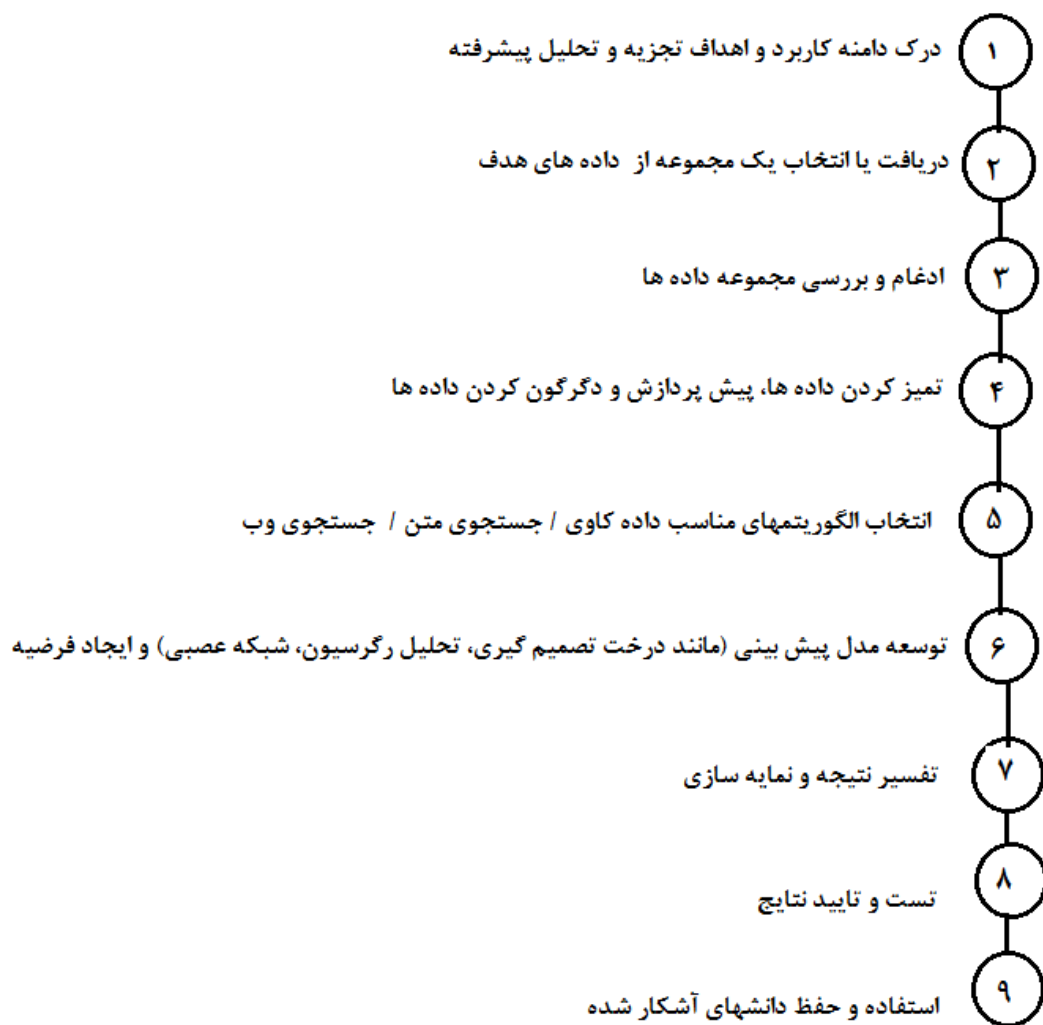 ۱ درک دامنه کاربرد و اهداف تجزیه و تحلیل پیشرفته
۲ دریافت یا انتخاب یک مجموعه از داده های هدف
۳ ادغام و بررسی مجموعه داده ها
۴ تمیز کردن داده ها، پیش پردازش و دگرگون کردن داده ها
۵ انتخاب الگوریتمهای مناسب داده کاوی / جستجوی متن / جستجوی وب
۶ توسعه مدل پیش بینی (مانند درخت تصمیم گیری، تحلیل رگرسیون، شبکه عصبی) و ایجاد فرضیه
۷ تفسیر نتیجه و نمایه سازی
۸ تست و تایید نتایج
۹ استفاده و حفظ دانشهای آشکار شده